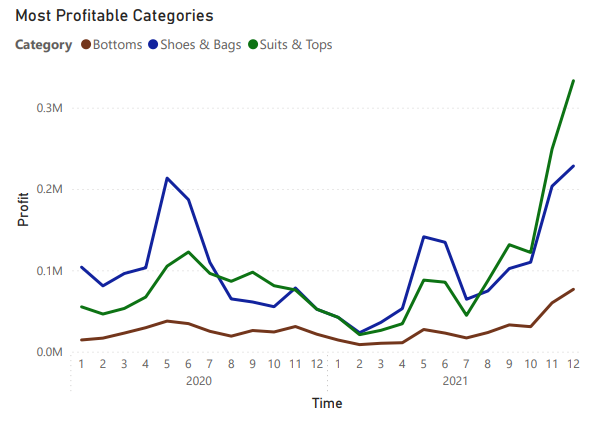 Most Profitable Categories
Category Bottoms Shoes & Bags Suits & Tops
0.3M
0.2M
0.1M
0.0M
Profit
1 2 3 4 5 6 7 8 9 10 11 12 1 2 3 4 5 6 7 8 9 10 11 12
2020 2021
Time